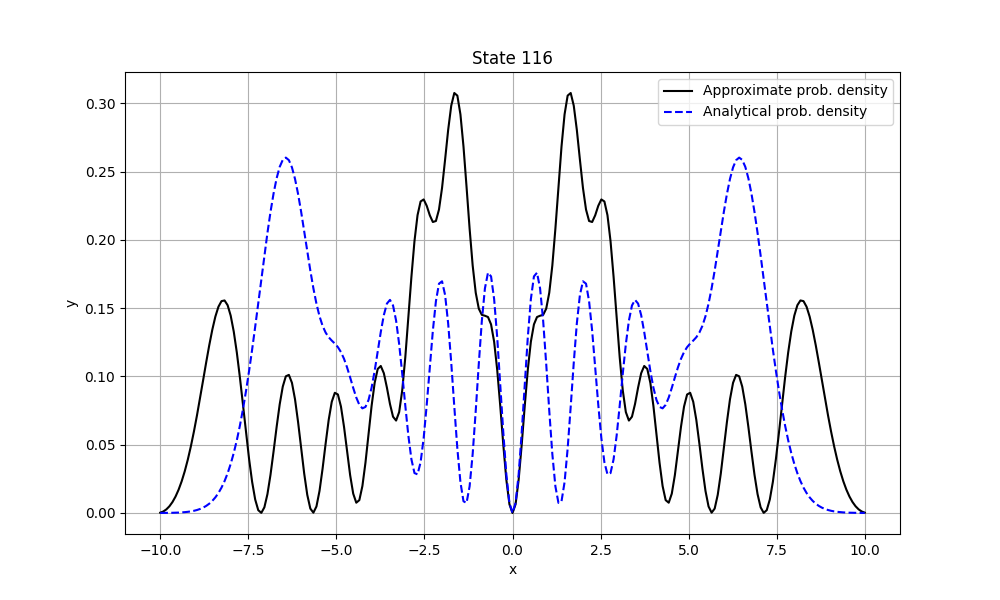 State 116
Approximate prob. density
Analytical prob. density
y
0.30
0.25
0.20
0.15
0.10
0.05
0.00
−10.0 −7.5 −5.0 −2.5 0.0 2.5 5.0 7.5 10.0
x